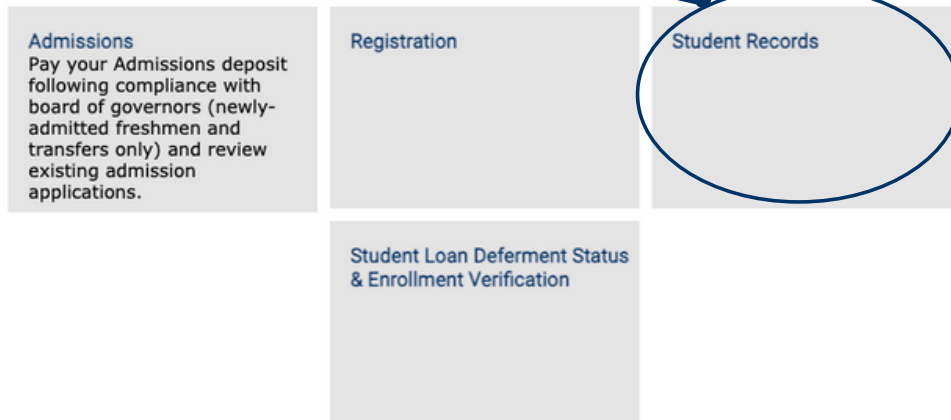 Admissions
Pay your Admissions deposit
following compliance with
board of governors (newly-
admitted freshmen and
transfers only) and review
existing admission
applications.
Registration
Student Records
Student Loan Deferment Status
& Enrollment Verification